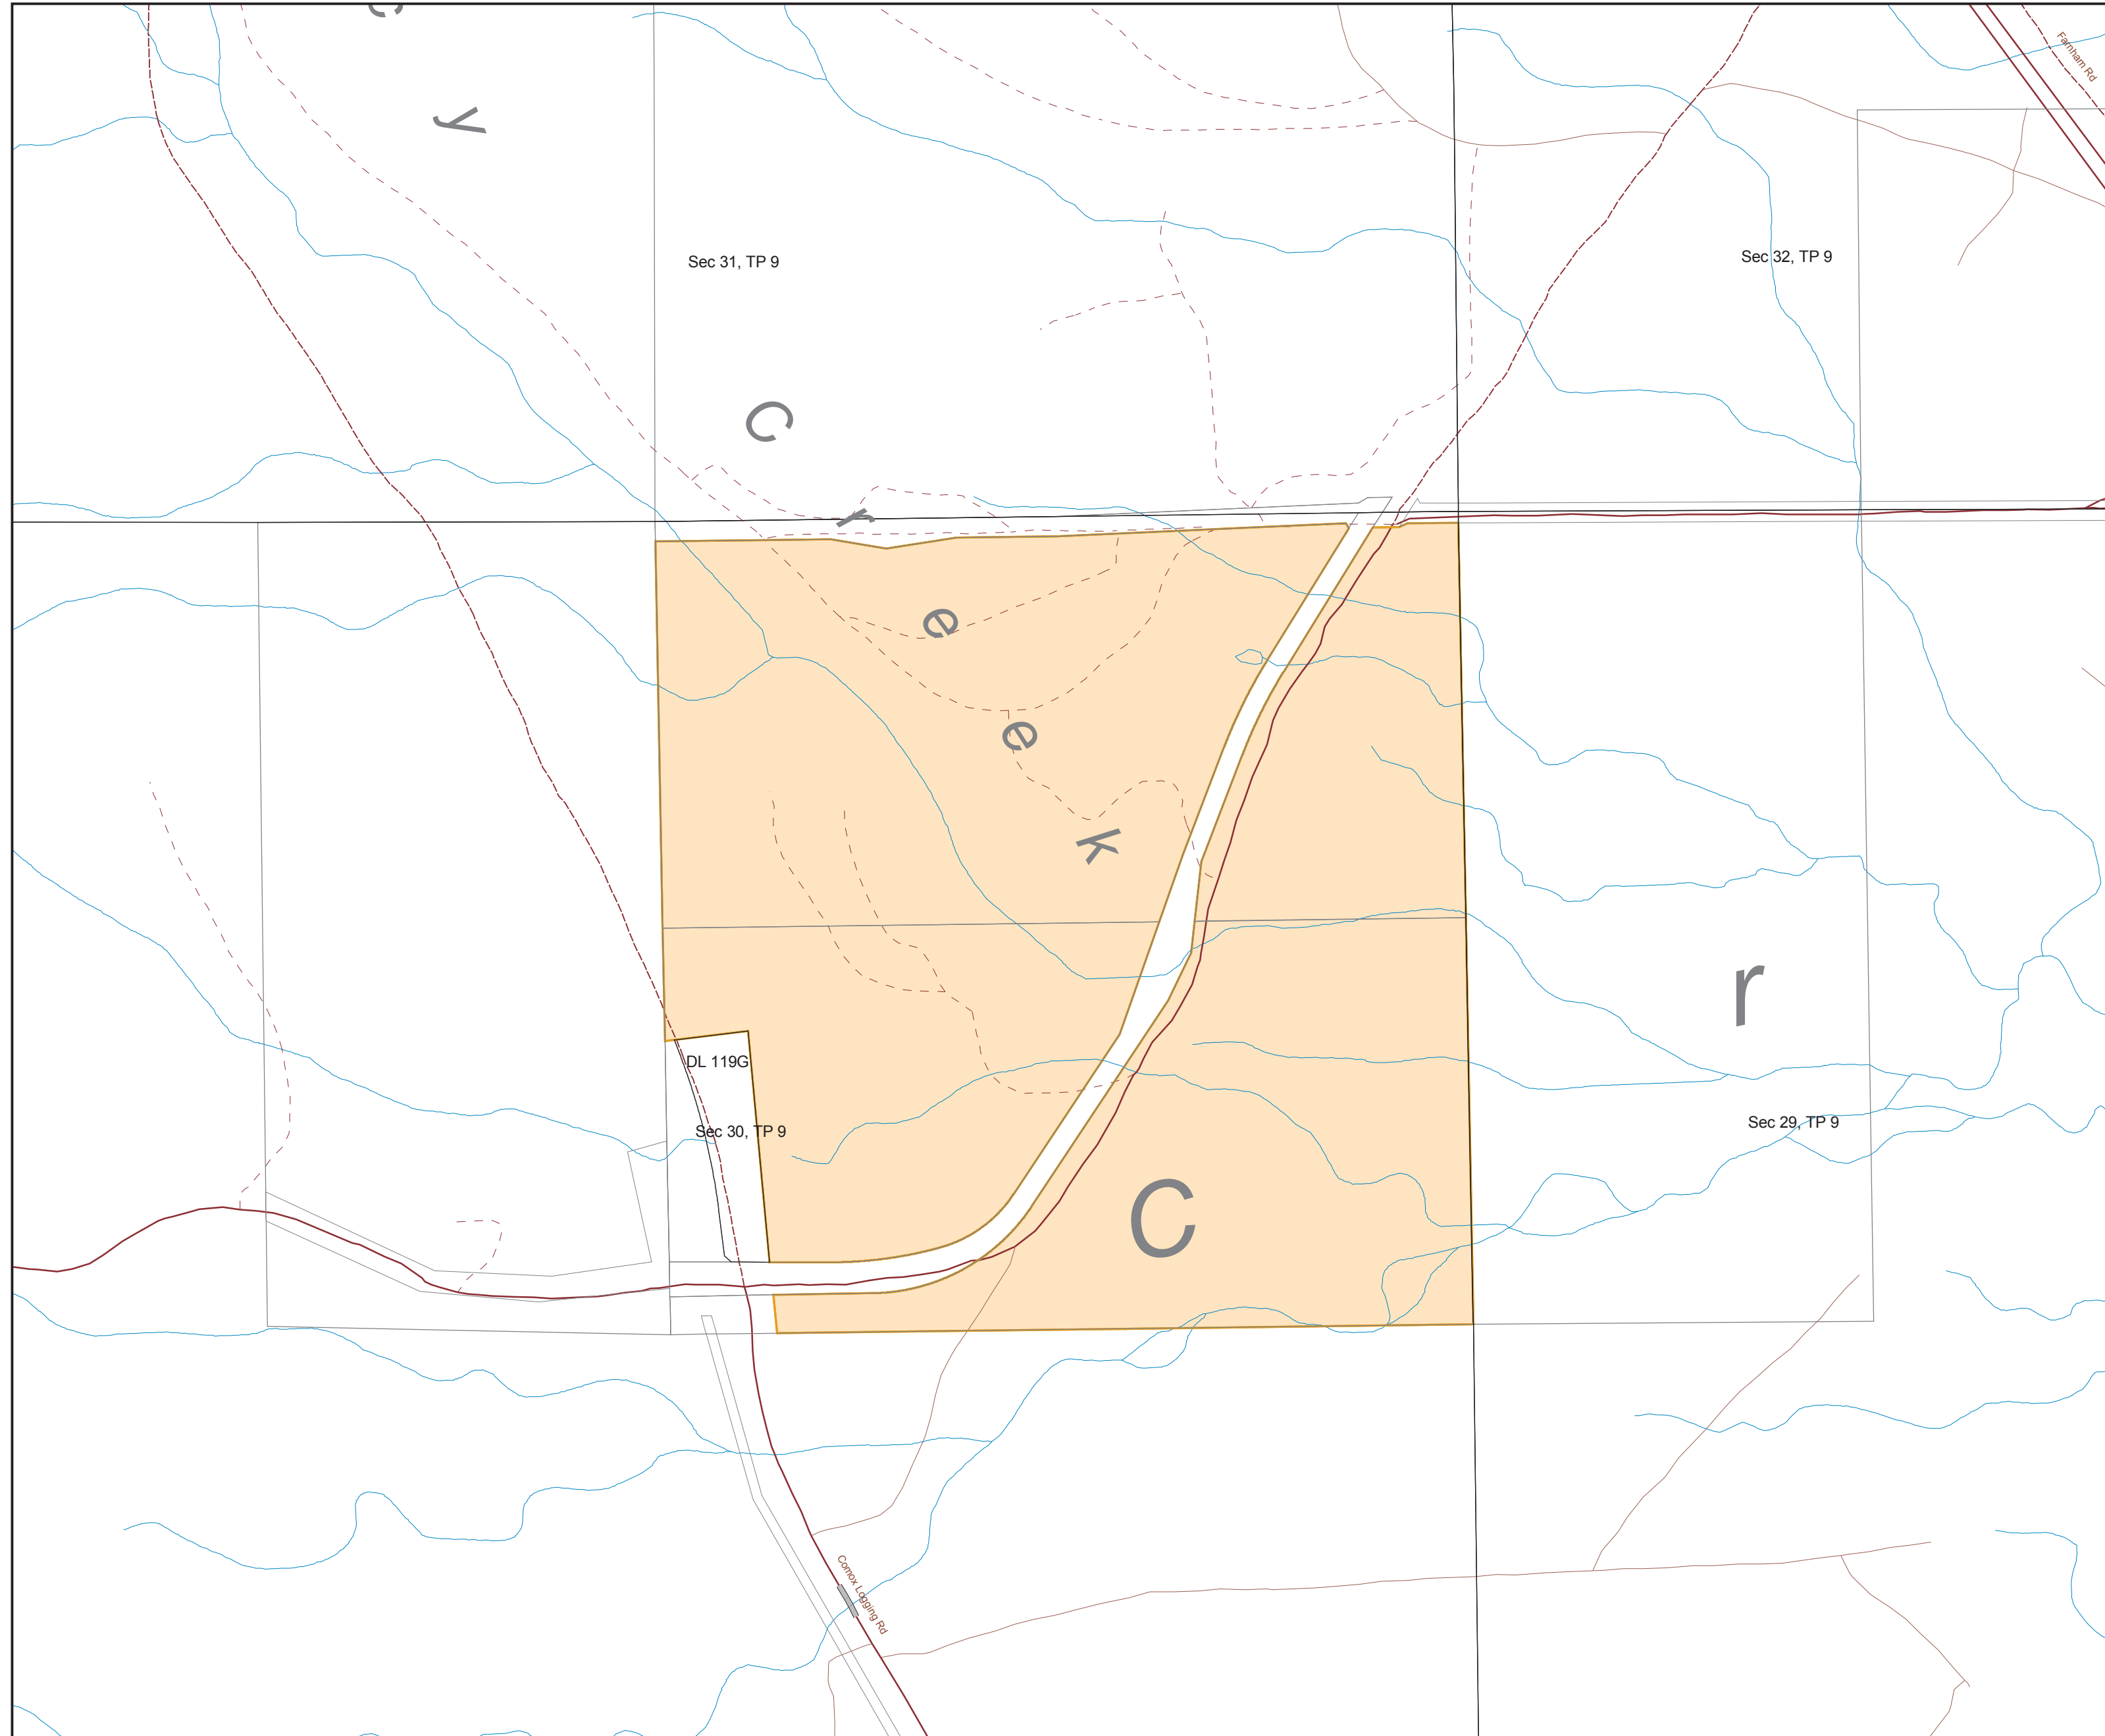 Farnham Rd
y
Sec 31, TP 9
Sec 32, TP 9
C
r
e
e
k
r
DL 119G
Sec 30, TP 9
Sec 29, TP 9
C
Comox Logging Rd